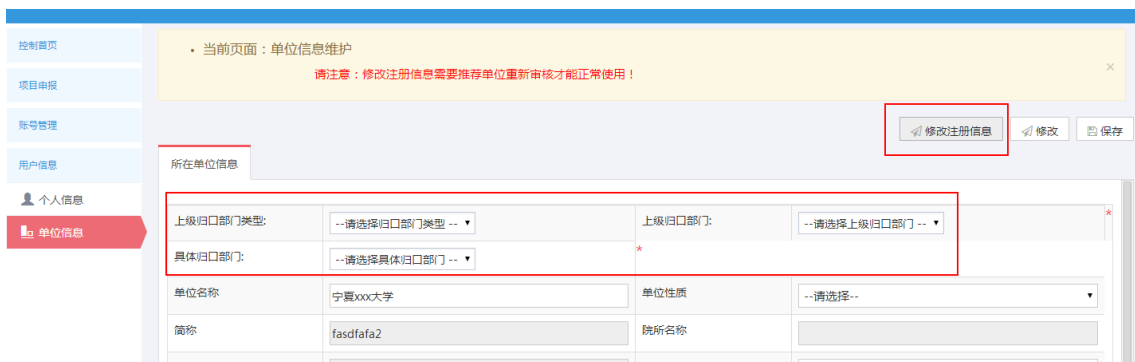 控制首页
项目申报
账号管理
用户信息
个人信息
单位信息
• 当前页面：单位信息维护
请注意：修改注册信息需要推荐单位重新审核才能正常使用！
×
修改注册信息 修改 保存
所在单位信息
上级归口部门类型: --请选择归口部门类型 -- ▼ 上级归口部门: --请选择上级归口部门 -- ▼ *
具体归口部门: --请选择具体归口部门 -- ▼ *
单位名称 宁夏xxx大学 单位性质 --请选择-- ▼
简称 fasdfafa2 院所名称